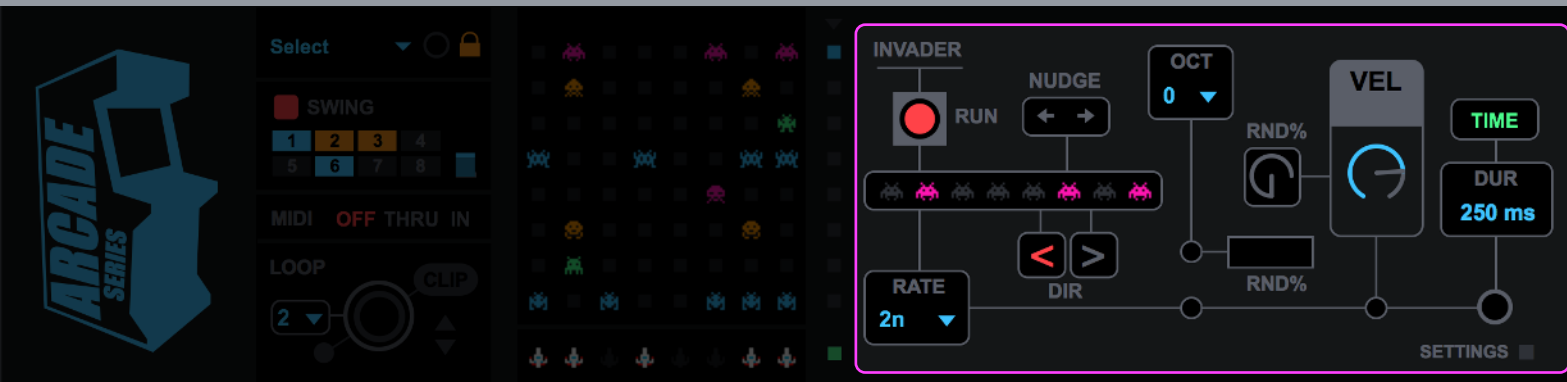 ARCADE
SERIES
Select
SWING
1 2 3 4
5 6 7 8
MIDI OFF THRU IN
LOOP
CLIP
2
INVADER
RUN
NUDGE
OCT
0
VEL
RND%
TIME
DUR
250 ms
< >
DIR
RND%
RATE
2n
SETTINGS